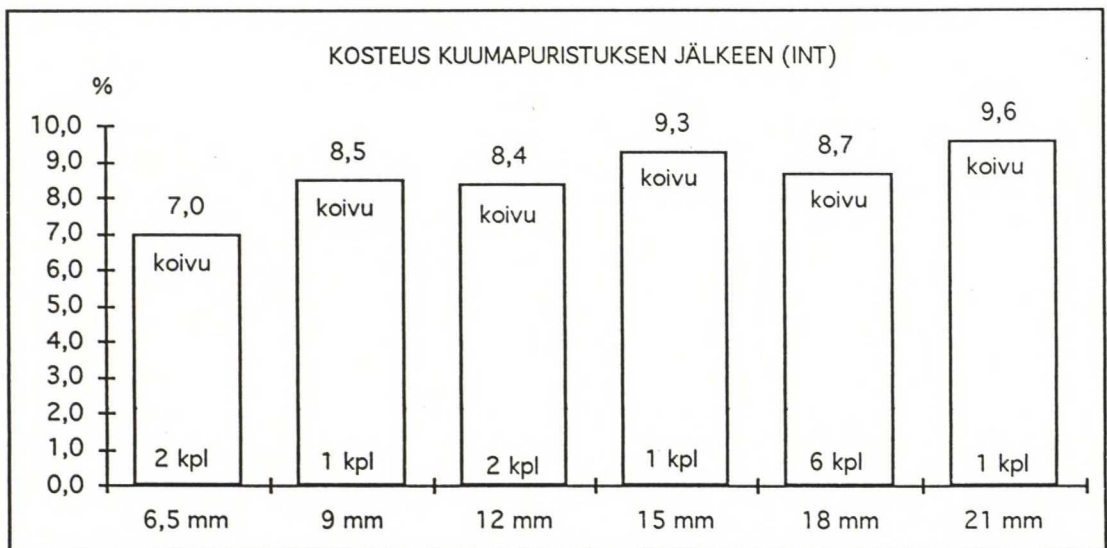 KOSTEUS KUUMAPURISTUKSEN JÄLKEEN (INT)
%
10,0
9,0
8,0
7,0
6,0
5,0
4,0
3,0
2,0
1,0
0,0
7,0
8,5
8,4
9,3
8,7
9,6
koivu
koivu
koivu
koivu
koivu
koivu
2 kpl
1 kpl
2 kpl
1 kpl
6 kpl
1 kpl
6,5 mm
9 mm
12 mm
15 mm
18 mm
21 mm